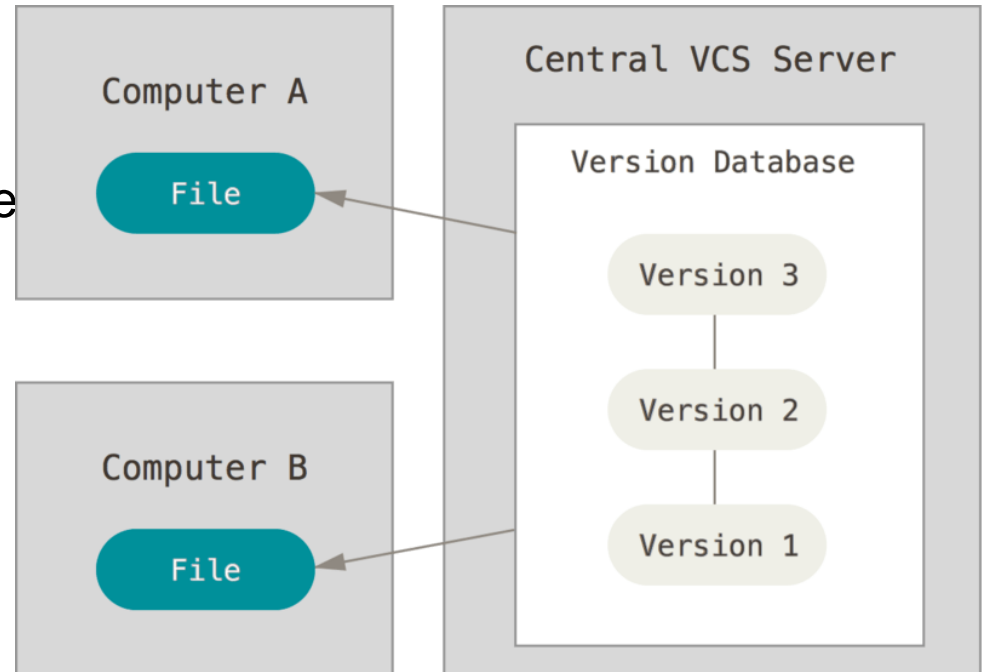 Computer A
File
Computer B
File
Central VCS Server
Version Database
Version 3
Version 2
Version 1